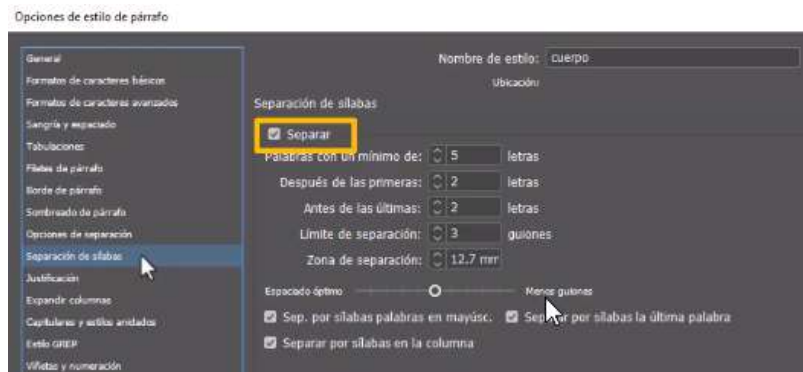 Opciones de estilo de párrafo
General
Formatos de caracteres básicos
Formatos de caracteres avanzados
Sangría y espaciado
Tabulaciones
Filetes de párrafo
Borde de párrafo
Sombreado de párrafo
Opciones de separación
Separación de sílabas
Justificación
Expandir columnas
Capitulares y estilos anidados
Estilo GREP
Viñetas y numeración
Nombre de estilo: cuerpo
Ubicación:
Separación de sílabas
Separar
Palabras con un mínimo de: 5 letras
Después de las primeras: 2 letras
Antes de las últimas: 2 letras
Límite de separación: 3 guiones
Zona de separación: 12,7 mm
Espaciado óptimo Menos guiones
Sep. por sílabas palabras en mayúsc. Separar por sílabas la última palabra
Separar por sílabas en la columna